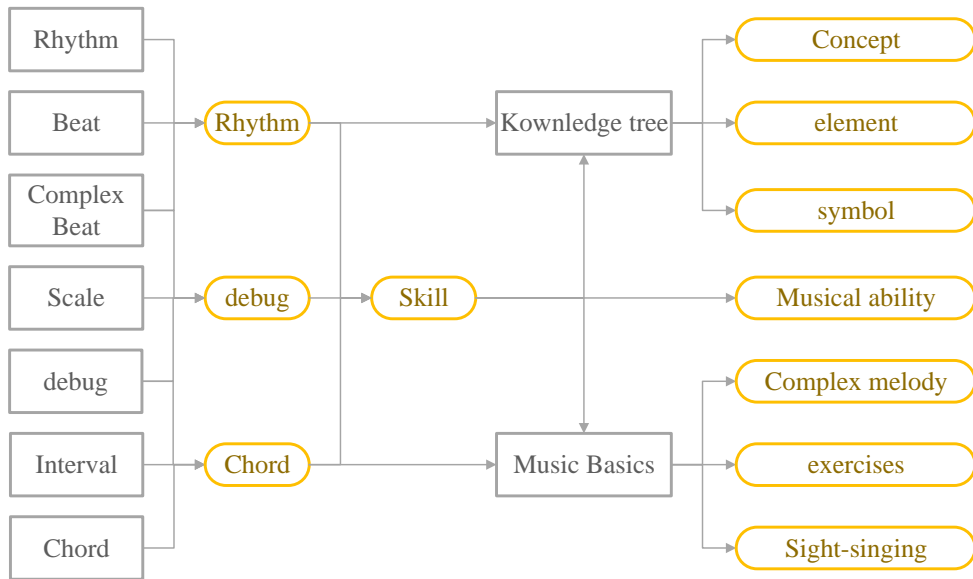 Rhythm
Beat
Complex
Beat
Scale
debug
Interval
Chord
Rhythm
debug
Chord
Skill
Kownledge tree
Music Basics
Concept
element
symbol
Musical ability
Complex melody
exercises
Sight-singing